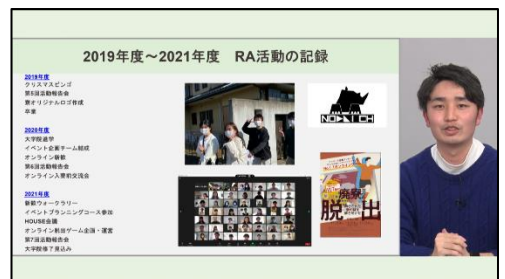 2019年度～2021年度　RA活動の記録
2019年度
クリスマスビンゴ
第5回活動報告会
寮オリジナルロゴ作成
卒業
2020年度
大学院進学
イベント企画チーム結成
オンライン新歓
第6回活動報告会
オンライン入寮前交流会
2021年度
新歓ウォークラリー
イベントプランニングコース参加
HOUSE会議
オンライン脱出ゲーム企画・運営
第7回活動報告会
大学院修了見込み
廃寮
脱出